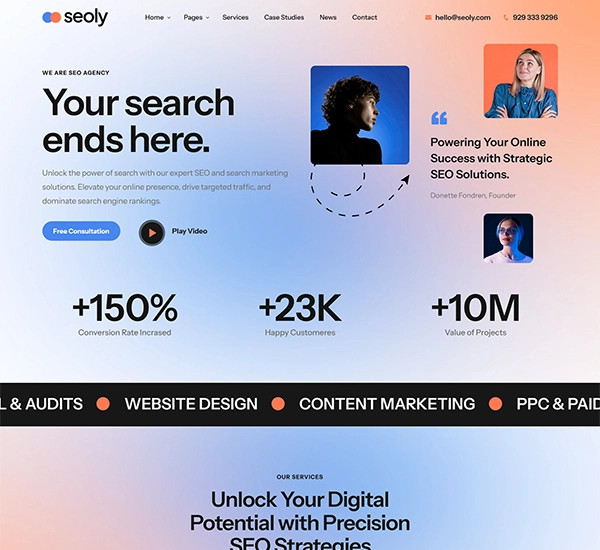 seoly
Home Pages Services Case Studies News Contact
hello@seoly.com 929 333 9296
WE ARE SEO AGENCY
Your search
ends here.
Unlock the power of search with our expert SEO and search marketing
solutions. Elevate your online presence, drive targeted traffic, and
dominate search engine rankings.
Free Consultation
Play Video
“
Powering Your Online
Success with Strategic
SEO Solutions.
Donette Fondren, Founder
+150%
Conversion Rate Incrased
+23K
Happy Customeres
+10M
Value of Projects
L & AUDITS WEBSITE DESIGN CONTENT MARKETING PPC & PAID
OUR SERVICES
Unlock Your Digital
Potential with Precision
SEO Strategies